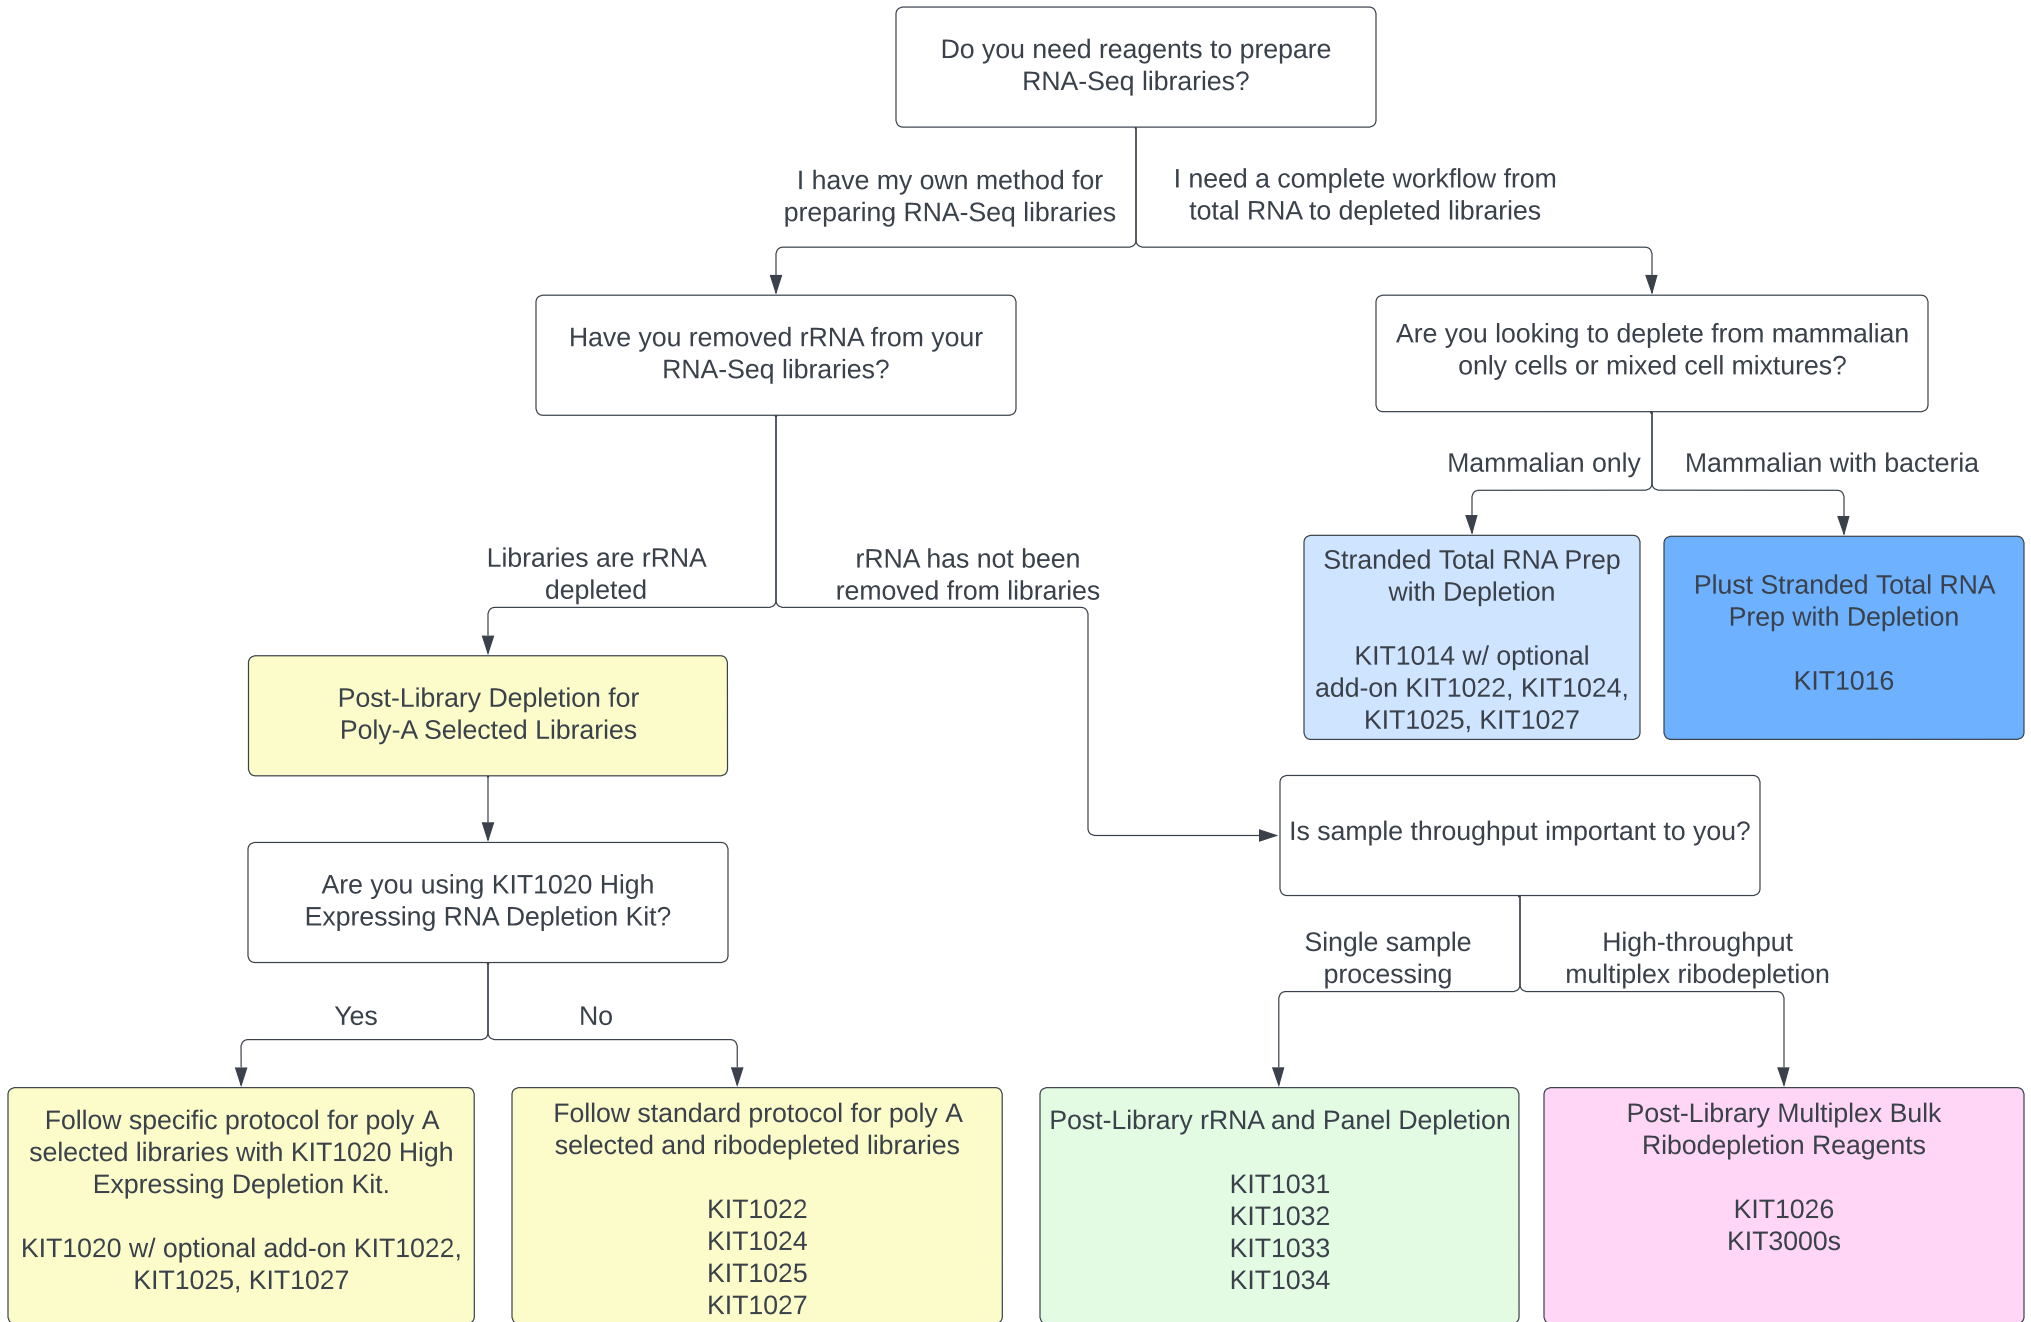 Do you need reagents to prepare
RNA-Seq libraries?
I have my own method for
preparing RNA-Seq libraries
I need a complete workflow from
total RNA to depleted libraries
Have you removed rRNA from your
RNA-Seq libraries?
Are you looking to deplete from mammalian
only cells or mixed cell mixtures?
Mammalian only
Mammalian with bacteria
Libraries are rRNA
depleted
rRNA has not been
removed from libraries
Stranded Total RNA Prep
with Depletion
KIT1014 w/ optional
add-on KIT1022, KIT1024,
KIT1025, KIT1027
Plust Stranded Total RNA
Prep with Depletion
KIT1016
Post-Library Depletion for
Poly-A Selected Libraries
Is sample throughput important to you?
Are you using KIT1020 High
Expressing RNA Depletion Kit?
Single sample
processing
High-throughput
multiplex ribodepletion
Yes
No
Follow specific protocol for poly A
selected libraries with KIT1020 High
Expressing Depletion Kit.
KIT1020 w/ optional add-on KIT1022,
KIT1025, KIT1027
Follow standard protocol for poly A
selected and ribodepleted libraries
KIT1022
KIT1024
KIT1025
KIT1027
Post-Library rRNA and Panel Depletion
KIT1031
KIT1032
KIT1033
KIT1034
Post-Library Multiplex Bulk
Ribodepletion Reagents
KIT1026
KIT3000s